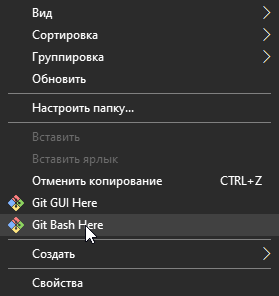 Вид
Сортировка
Группировка
Обновить
Настроить папку...
Вставить
Вставить ярлык
Отменить копирование CTRL+Z
Git GUI Here
Git Bash Here
Создать
Свойства